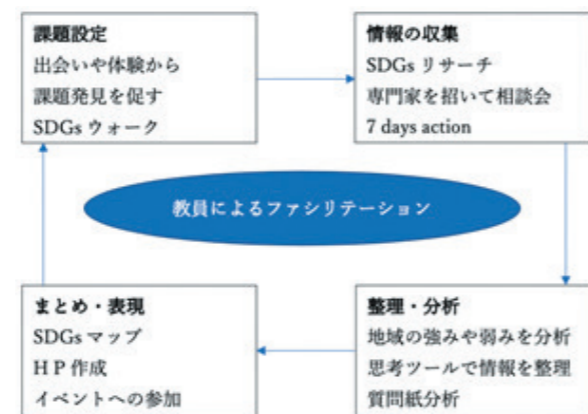 課題設定
出会いや体験から
課題発見を促す
SDGs ウォーク
情報の収集
SDGs リサーチ
専門家を招いて相談会
7 days action
教員によるファシリテーション
まとめ・表現
SDGs マップ
H P 作成
イベントへの参加
整理・分析
地域の強みや弱みを分析
思考ツールで情報を整理
質問紙分析